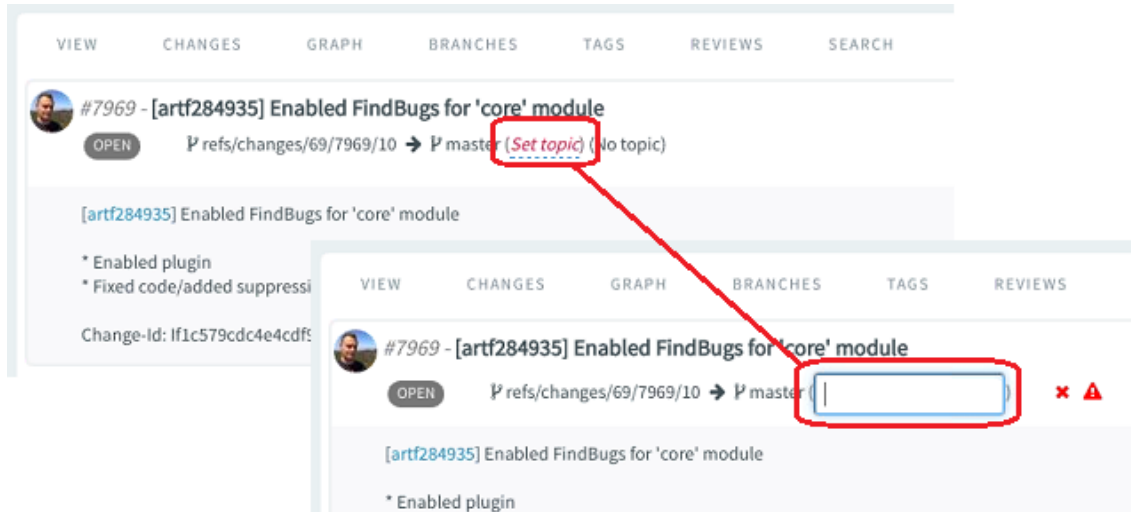 VIEW CHANGES GRAPH BRANCHES TAGS REVIEWS SEARCH
#7969 - [artf284935] Enabled FindBugs for 'core' module
OPEN refs/changes/69/7969/10 → master (Set topic) (No topic)
[artf284935] Enabled FindBugs for 'core' module
* Enabled plugin
* Fixed code/added suppressi
Change-Id: If1c579cdc4e4cdf9
VIEW CHANGES GRAPH BRANCHES TAGS REVIEWS
#7969 - [artf284935] Enabled FindBugs for 'core' module
OPEN refs/changes/69/7969/10 → master ( )
[artf284935] Enabled FindBugs for 'core' module
* Enabled plugin